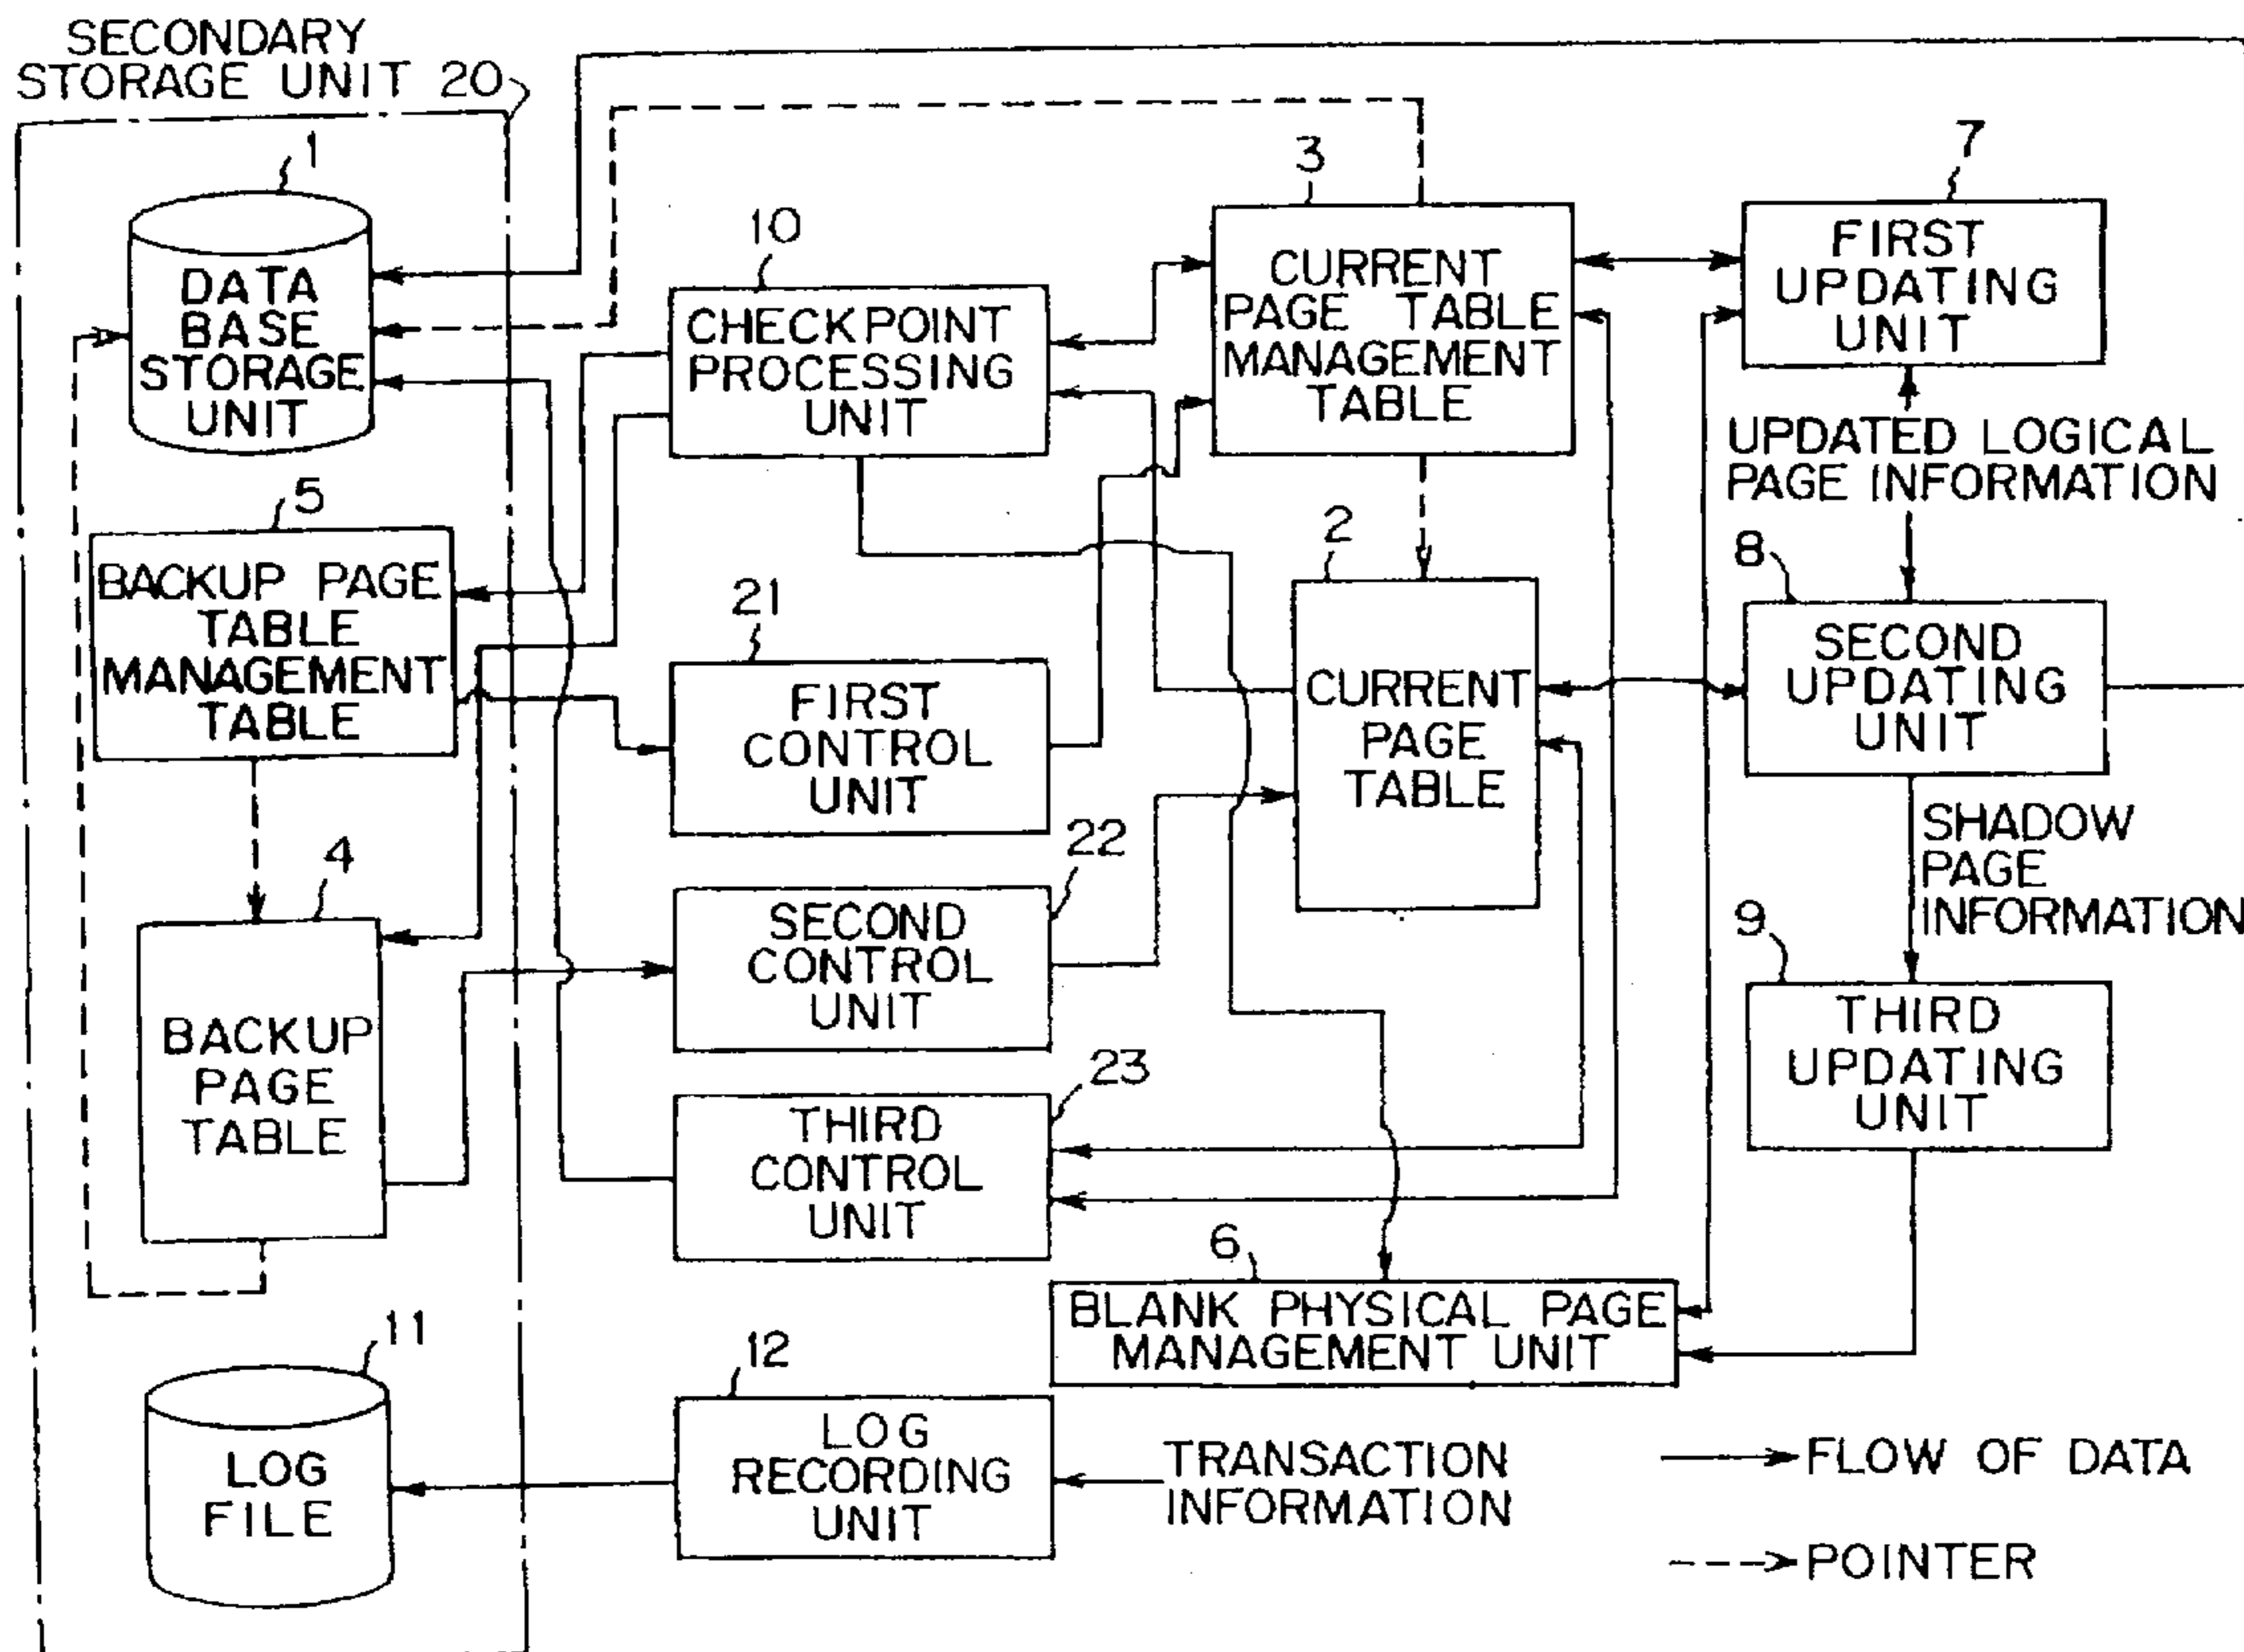 SECONDARY
STORAGE UNIT 20
1
DATA
BASE
STORAGE
UNIT
10
CHECKPOINT
PROCESSING
UNIT
3
CURRENT
PAGE TABLE
MANAGEMENT
TABLE
7
FIRST
UPDATING
UNIT
UPDATED LOGICAL
PAGE INFORMATION
5
BACKUP PAGE
TABLE
MANAGEMENT
TABLE
21
FIRST
CONTROL
UNIT
2
CURRENT
PAGE
TABLE
8
SECOND
UPDATING
UNIT
SHADOW
PAGE
INFORMATION
4
BACKUP
PAGE
TABLE
22
SECOND
CONTROL
UNIT
9
THIRD
UPDATING
UNIT
23
THIRD
CONTROL
UNIT
6
BLANK PHYSICAL PAGE
MANAGEMENT UNIT
11
LOG
FILE
12
LOG
RECORDING
UNIT
TRANSACTION
INFORMATION
FLOW OF DATA
POINTER